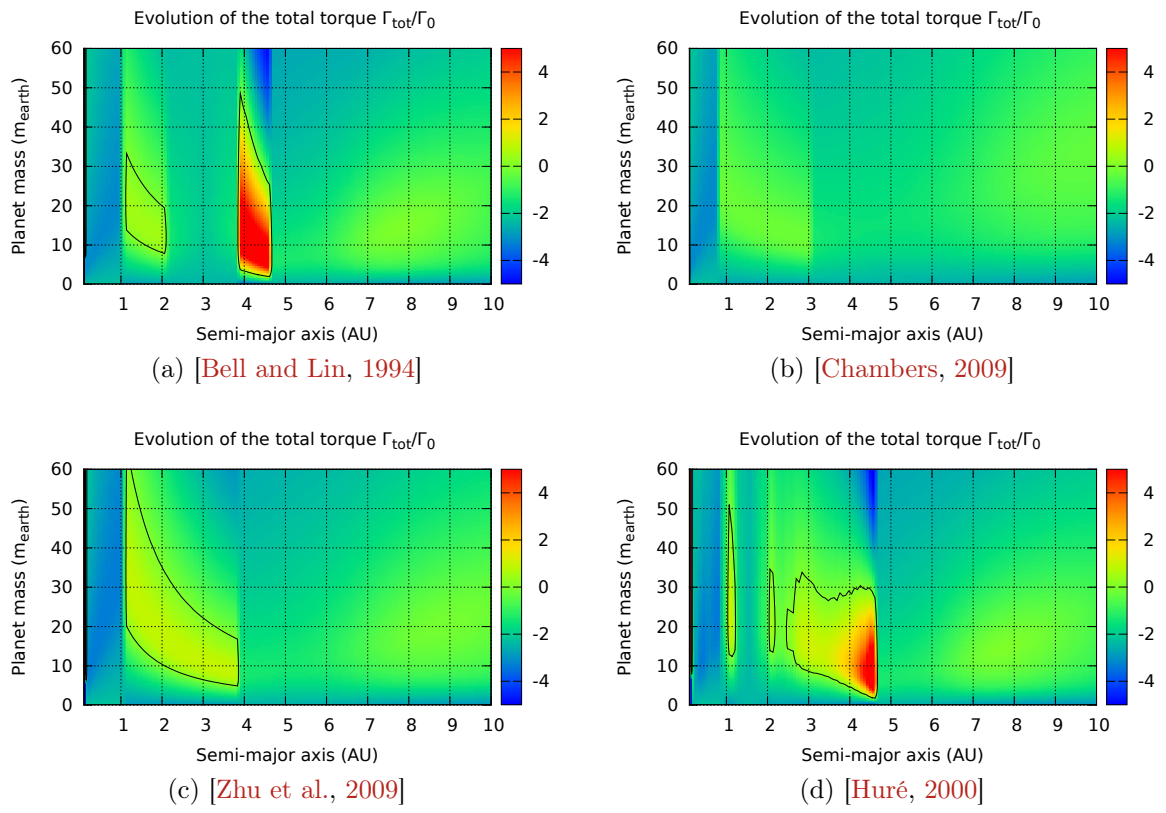 Evolution of the total torque Γtot/Γ0
Planet mass (mearth)
60
50
40
30
20
10
0
1 2 3 4 5 6 7 8 9 10
Semi-major axis (AU)
4
2
0
-2
-4
(a) [Bell and Lin, 1994]
Evolution of the total torque Γtot/Γ0
Planet mass (mearth)
60
50
40
30
20
10
0
1 2 3 4 5 6 7 8 9 10
Semi-major axis (AU)
4
2
0
-2
-4
(b) [Chambers, 2009]
Evolution of the total torque Γtot/Γ0
Planet mass (mearth)
60
50
40
30
20
10
0
1 2 3 4 5 6 7 8 9 10
Semi-major axis (AU)
4
2
0
-2
-4
(c) [Zhu et al., 2009]
Evolution of the total torque Γtot/Γ0
Planet mass (mearth)
60
50
40
30
20
10
0
1 2 3 4 5 6 7 8 9 10
Semi-major axis (AU)
4
2
0
-2
-4
(d) [Huré, 2000]